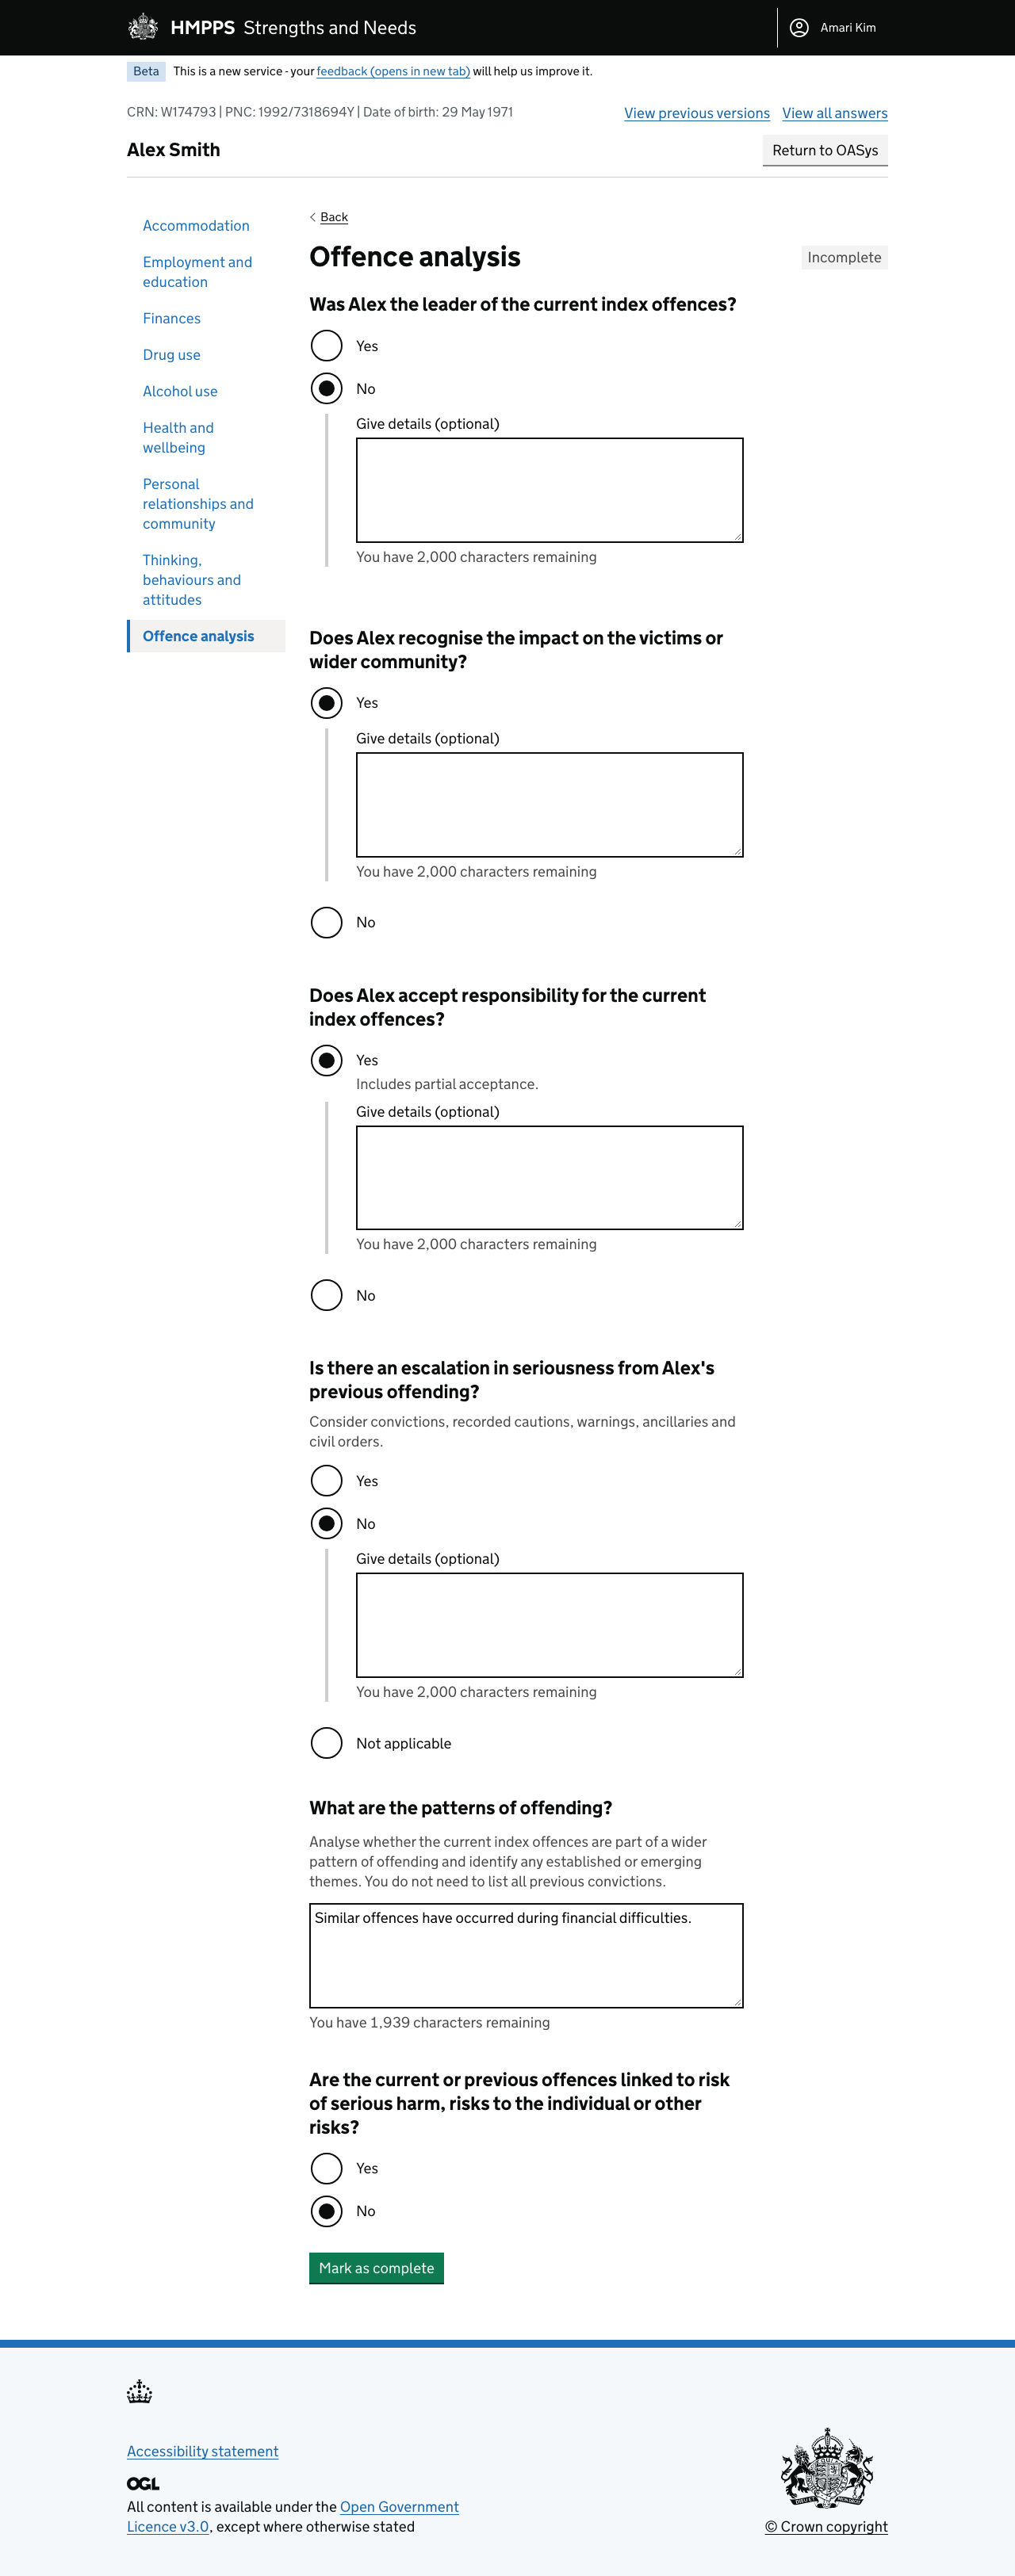 HMPPS Strengths and Needs
Amari Kim
Beta
This is a new service - your feedback (opens in new tab) will help us improve it.
CRN: W174793 | PNC: 1992/7318694Y | Date of birth: 29 May 1971
View previous versions
View all answers
Alex Smith
Return to OASys
Accommodation
Employment and
education
Finances
Drug use
Alcohol use
Health and
wellbeing
Personal
relationships and
community
Thinking,
behaviours and
attitudes
Offence analysis
Back
Offence analysis
Incomplete
Was Alex the leader of the current index offences?
Yes
No
Give details (optional)
You have 2,000 characters remaining
Does Alex recognise the impact on the victims or
wider community?
Yes
Give details (optional)
You have 2,000 characters remaining
No
Does Alex accept responsibility for the current
index offences?
Yes
Includes partial acceptance.
Give details (optional)
You have 2,000 characters remaining
No
Is there an escalation in seriousness from Alex's
previous offending?
Consider convictions, recorded cautions, warnings, ancillaries and
civil orders.
Yes
No
Give details (optional)
You have 2,000 characters remaining
Not applicable
What are the patterns of offending?
Analyse whether the current index offences are part of a wider
pattern of offending and identify any established or emerging
themes. You do not need to list all previous convictions.
Similar offences have occurred during financial difficulties.
You have 1,939 characters remaining
Are the current or previous offences linked to risk
of serious harm, risks to the individual or other
risks?
Yes
No
Mark as complete
Accessibility statement
OGL
All content is available under the Open Government
Licence v3.0, except where otherwise stated
© Crown copyright